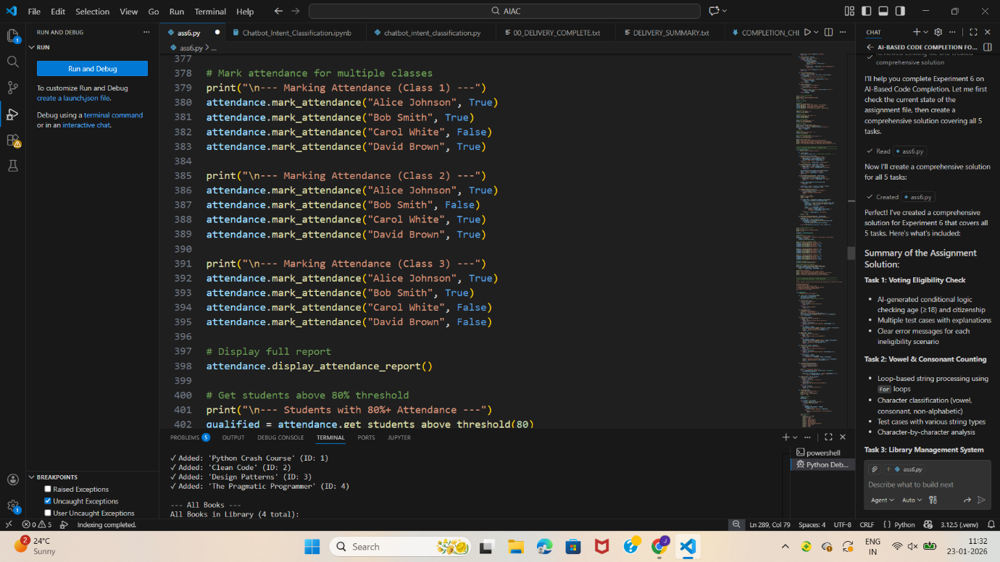 File Edit Selection View Go Run Terminal Help
AIAC
RUN AND DEBUG
RUN
Run and Debug
To customize Run and Debug
create a launch.json file.
Debug using a terminal command
or in an interactive chat.
BREAKPOINTS
Raised Exceptions
Uncaught Exceptions
User Uncaught Exceptions
ass6.py
Chatbot_Intent_Classification.ipynb
chatbot_intent_classification.py
00_DELIVERY_COMPLETE.txt
DELIVERY_SUMMARY.txt
COMPLETION_CHE
ass6.py > ...
377
378 # Mark attendance for multiple classes
379 print("\n--- Marking Attendance (Class 1) ---")
380 attendance.mark_attendance("Alice Johnson", True)
381 attendance.mark_attendance("Bob Smith", True)
382 attendance.mark_attendance("Carol White", False)
383 attendance.mark_attendance("David Brown", True)
384
385 print("\n--- Marking Attendance (Class 2) ---")
386 attendance.mark_attendance("Alice Johnson", True)
387 attendance.mark_attendance("Bob Smith", False)
388 attendance.mark_attendance("Carol White", True)
389 attendance.mark_attendance("David Brown", True)
390
391 print("\n--- Marking Attendance (Class 3) ---")
392 attendance.mark_attendance("Alice Johnson", True)
393 attendance.mark_attendance("Bob Smith", True)
394 attendance.mark_attendance("Carol White", False)
395 attendance.mark_attendance("David Brown", False)
396
397 # Display full report
398 attendance.display_attendance_report()
399
400 # Get students above 80% threshold
401 print("\n--- Students with 80%+ Attendance ---")
402 qualified = attendance.get_students_above_threshold(80)
PROBLEMS 5 OUTPUT DEBUG CONSOLE TERMINAL PORTS JUPYTER
✓ Added: 'Python Crash Course' (ID: 1)
✓ Added: 'Clean Code' (ID: 2)
✓ Added: 'Design Patterns' (ID: 3)
✓ Added: 'The Pragmatic Programmer' (ID: 4)
--- All Books ---
All Books in Library (4 total):
powershell
Python Deb...
CHAT
AI-BASED CODE COMPLETION FO...
Reviewed existing file and created
comprehensive solution
I'll help you complete Experiment 6 on
AI-Based Code Completion. Let me first
check the current state of the
assignment file, then create a
comprehensive solution covering all 5
tasks.
Read ass6.py
Now I'll create a comprehensive solution
for all 5 tasks:
Created ass6.py
Perfect! I've created a comprehensive
solution for Experiment 6 that covers all
5 tasks. Here's what's included:
Summary of the Assignment
Solution:
Task 1: Voting Eligibility Check
• AI-generated conditional logic
checking age (≥18) and citizenship
• Multiple test cases with explanations
• Clear error messages for each
ineligibility scenario
Task 2: Vowel & Consonant Counting
• Loop-based string processing using
for loops
• Character classification (vowel,
consonant, non-alphabetic)
• Test cases with various string types
• Character-by-character analysis
Task 3: Library Management System
+ ass6.py
Describe what to build next
Agent Auto
0 5 Indexing completed.
Ln 289, Col 79 Spaces: 4 UTF-8 CRLF { } Python 3.12.5 (.venv)
2
24°C
Sunny
Search
ENG
IN
11:32
23-01-2026